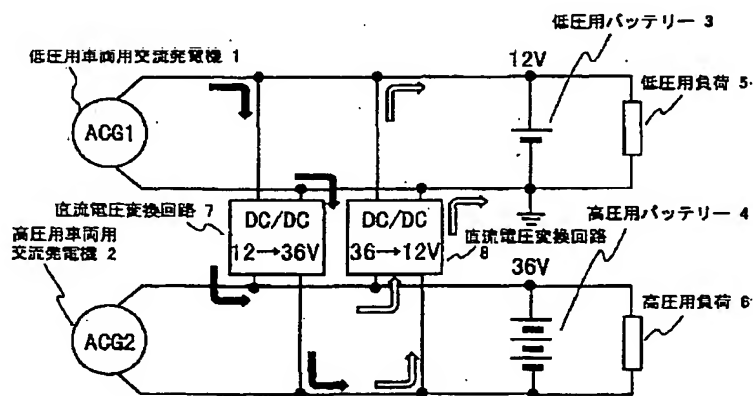 低圧用バッテリー 3
低圧用車両用交流発電機 1
12V
低圧用負荷 5
ACG1
直流電圧変換回路 7
DC/DC
12→36V
DC/DC
36→12V
直流電圧変換回路
8
高圧用バッテリー 4
高圧用車両用
交流発電機 2
36V
高圧用負荷 6
ACG2